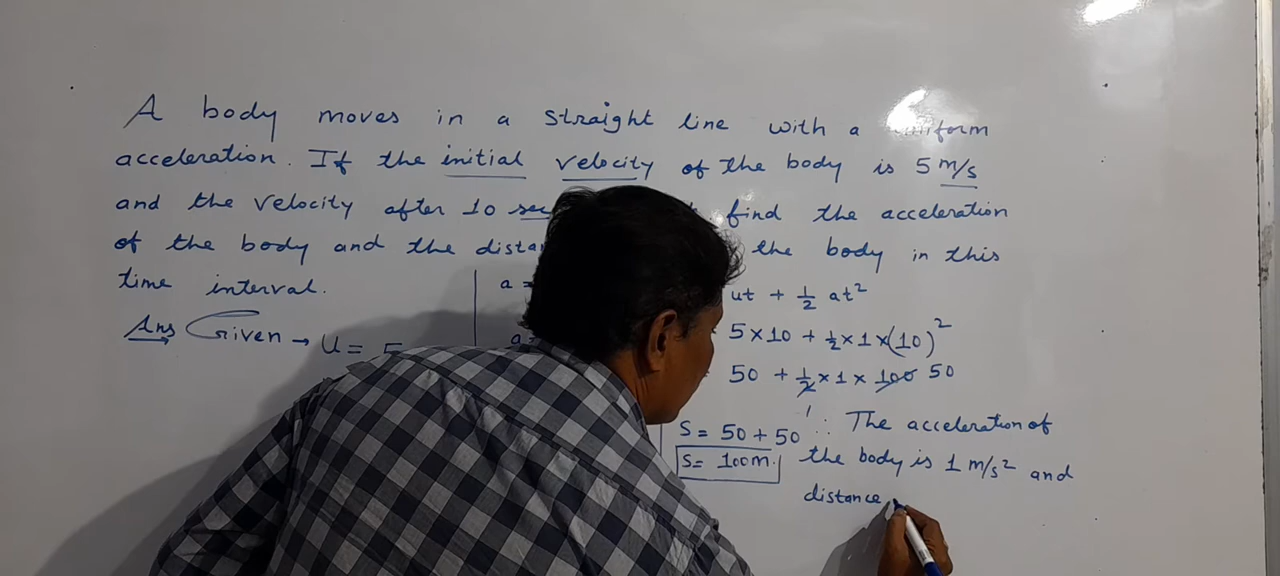 A body moves in a straight line with a uniform
acceleration. If the initial velocity of the body is 5 m/s
and the velocity after 10 sec find the acceleration
of the body and the the body in this
time interval.
Ans Given → U = 5
a =
a =
ut + 1/2 at²
5×10 + 1/2×1×(10)²
50 + 1/2×1×100 50
S = 50 + 50
S = 100m.
∴ The acceleration of
the body is 1 m/s² and
distance